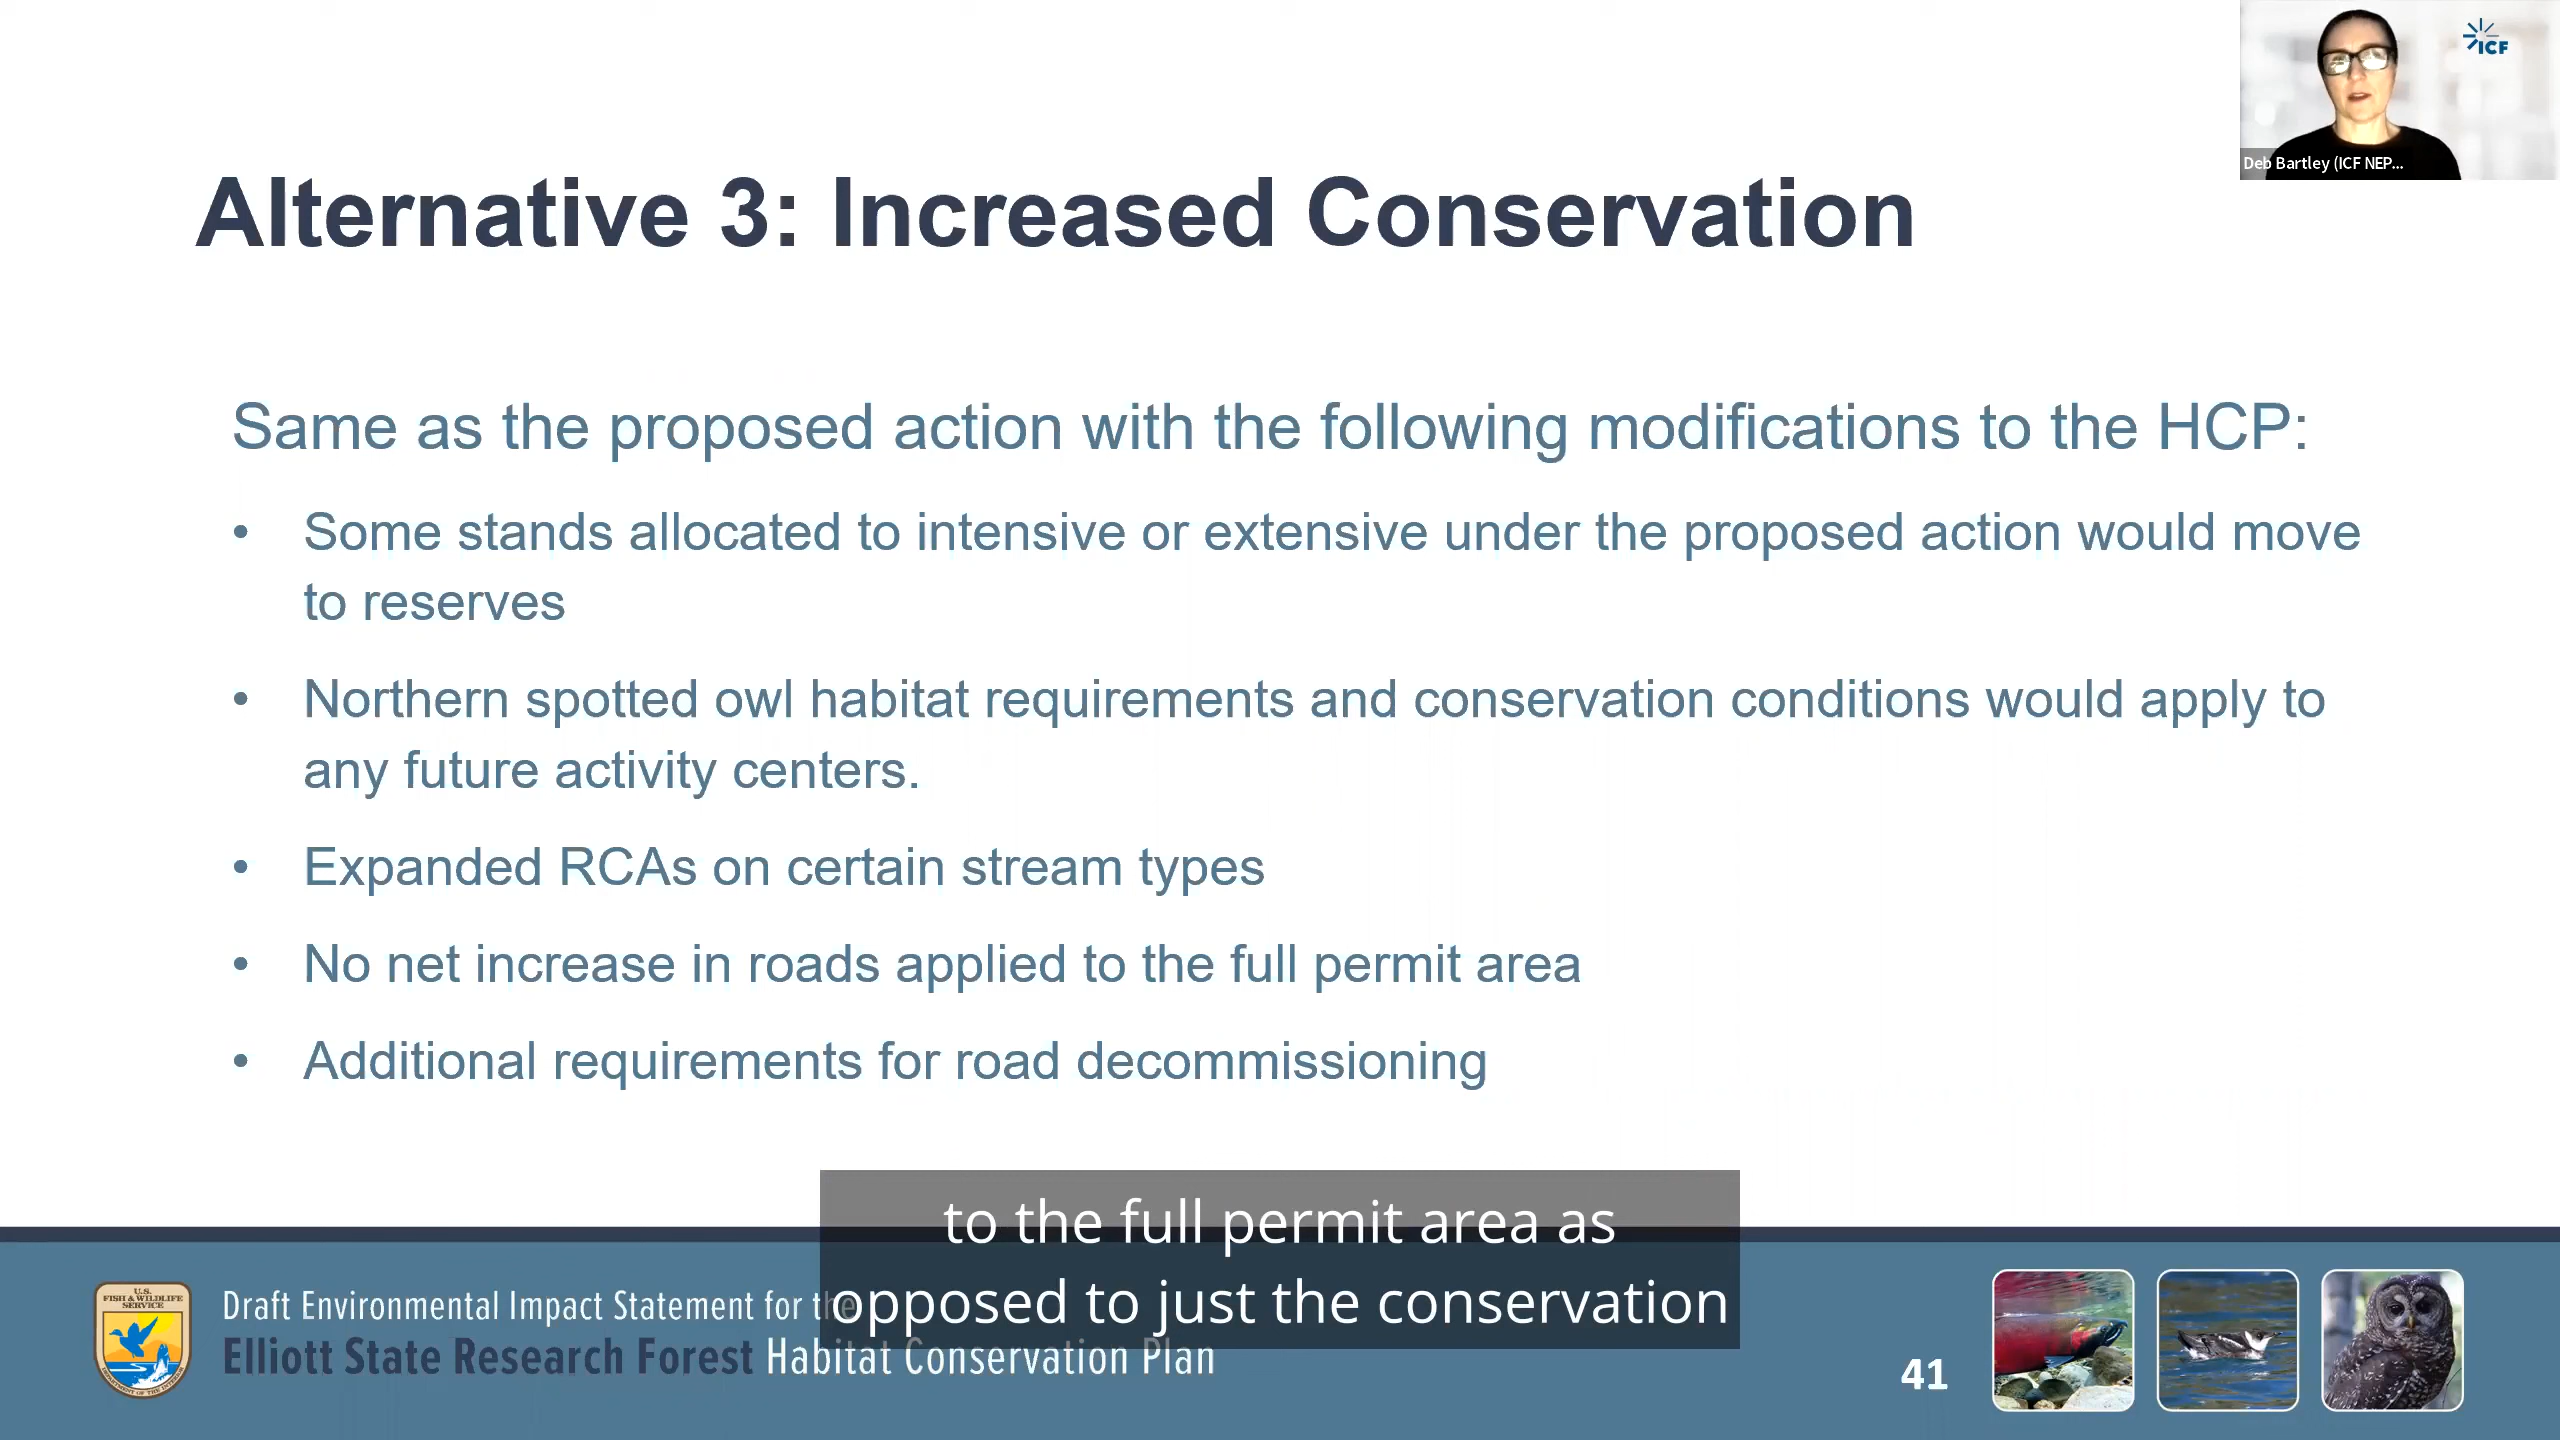 ICF
Deb Bartley (ICF NEP...
Alternative 3: Increased Conservation
Same as the proposed action with the following modifications to the HCP:
• Some stands allocated to intensive or extensive under the proposed action would move
to reserves
• Northern spotted owl habitat requirements and conservation conditions would apply to
any future activity centers.
• Expanded RCAs on certain stream types
• No net increase in roads applied to the full permit area
• Additional requirements for road decommissioning
to the full permit area as
opposed to just the conservation
U.S.
FISH & WILDLIFE
SERVICE
DEPARTMENT OF THE INTERIOR
Draft Environmental Impact Statement for the
Elliott State Research Forest Habitat Conservation Plan
41